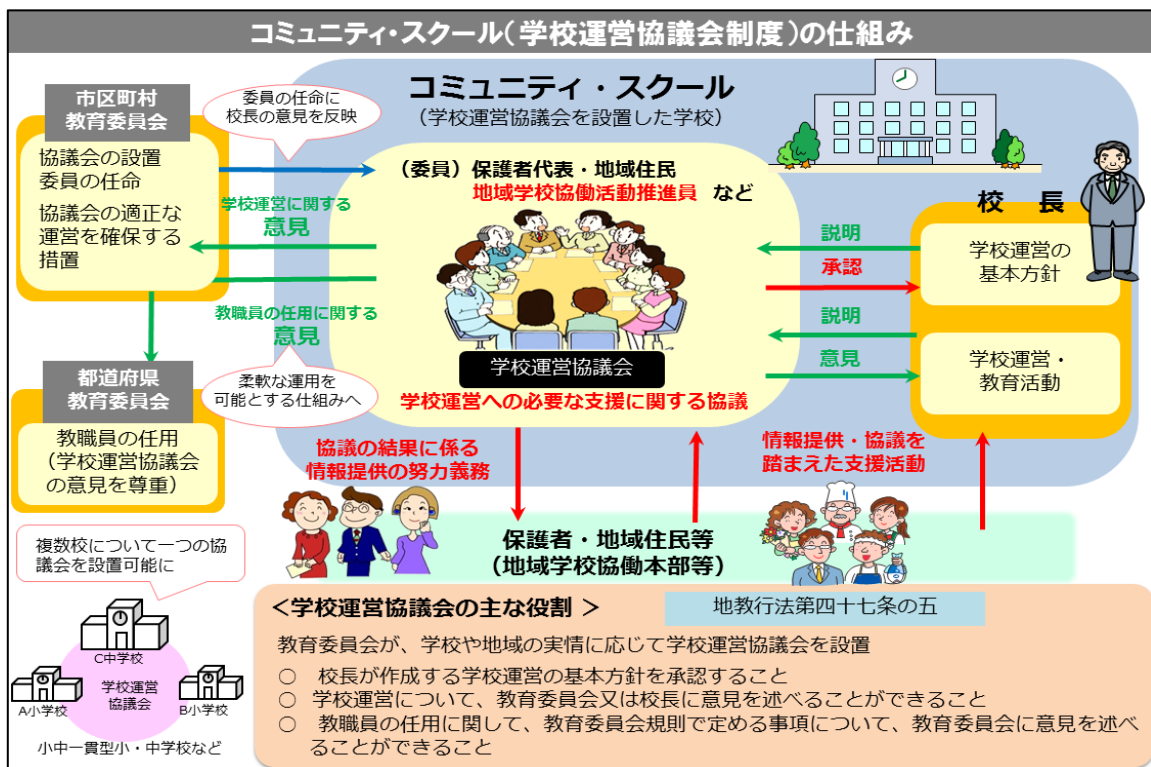 コミュニティ・スクール(学校運営協議会制度)の仕組み
市区町村
教育委員会
協議会の設置
委員の任命
協議会の適正な
運営を確保する
措置
委員の任命に
校長の意見を反映
コミュニティ・スクール
(学校運営協議会を設置した学校)
(委員)保護者代表・地域住民
地域学校協働活動推進員 など
学校運営に関する
意見
教職員の任用に関する
意見
柔軟な運用を
可能とする仕組みへ
学校運営協議会
学校運営への必要な支援に関する協議
校 長
学校運営の
基本方針
説明
承認
説明
意見
学校運営・
教育活動
都道府県
教育委員会
教職員の任用
(学校運営協議会
の意見を尊重)
協議の結果に係る
情報提供の努力義務
情報提供・協議を
踏まえた支援活動
保護者・地域住民等
(地域学校協働本部等)
複数校について一つの協
議会を設置可能に
C中学校
学校運営
協議会
A小学校
B小学校
小中一貫型小・中学校など
<学校運営協議会の主な役割 >
地教行法第四十七条の五
教育委員会が、学校や地域の実情に応じて学校運営協議会を設置
○ 校長が作成する学校運営の基本方針を承認すること
○ 学校運営について、教育委員会又は校長に意見を述べることができること
○ 教職員の任用に関して、教育委員会規則で定める事項について、教育委員会に意見を述べ
ることができること